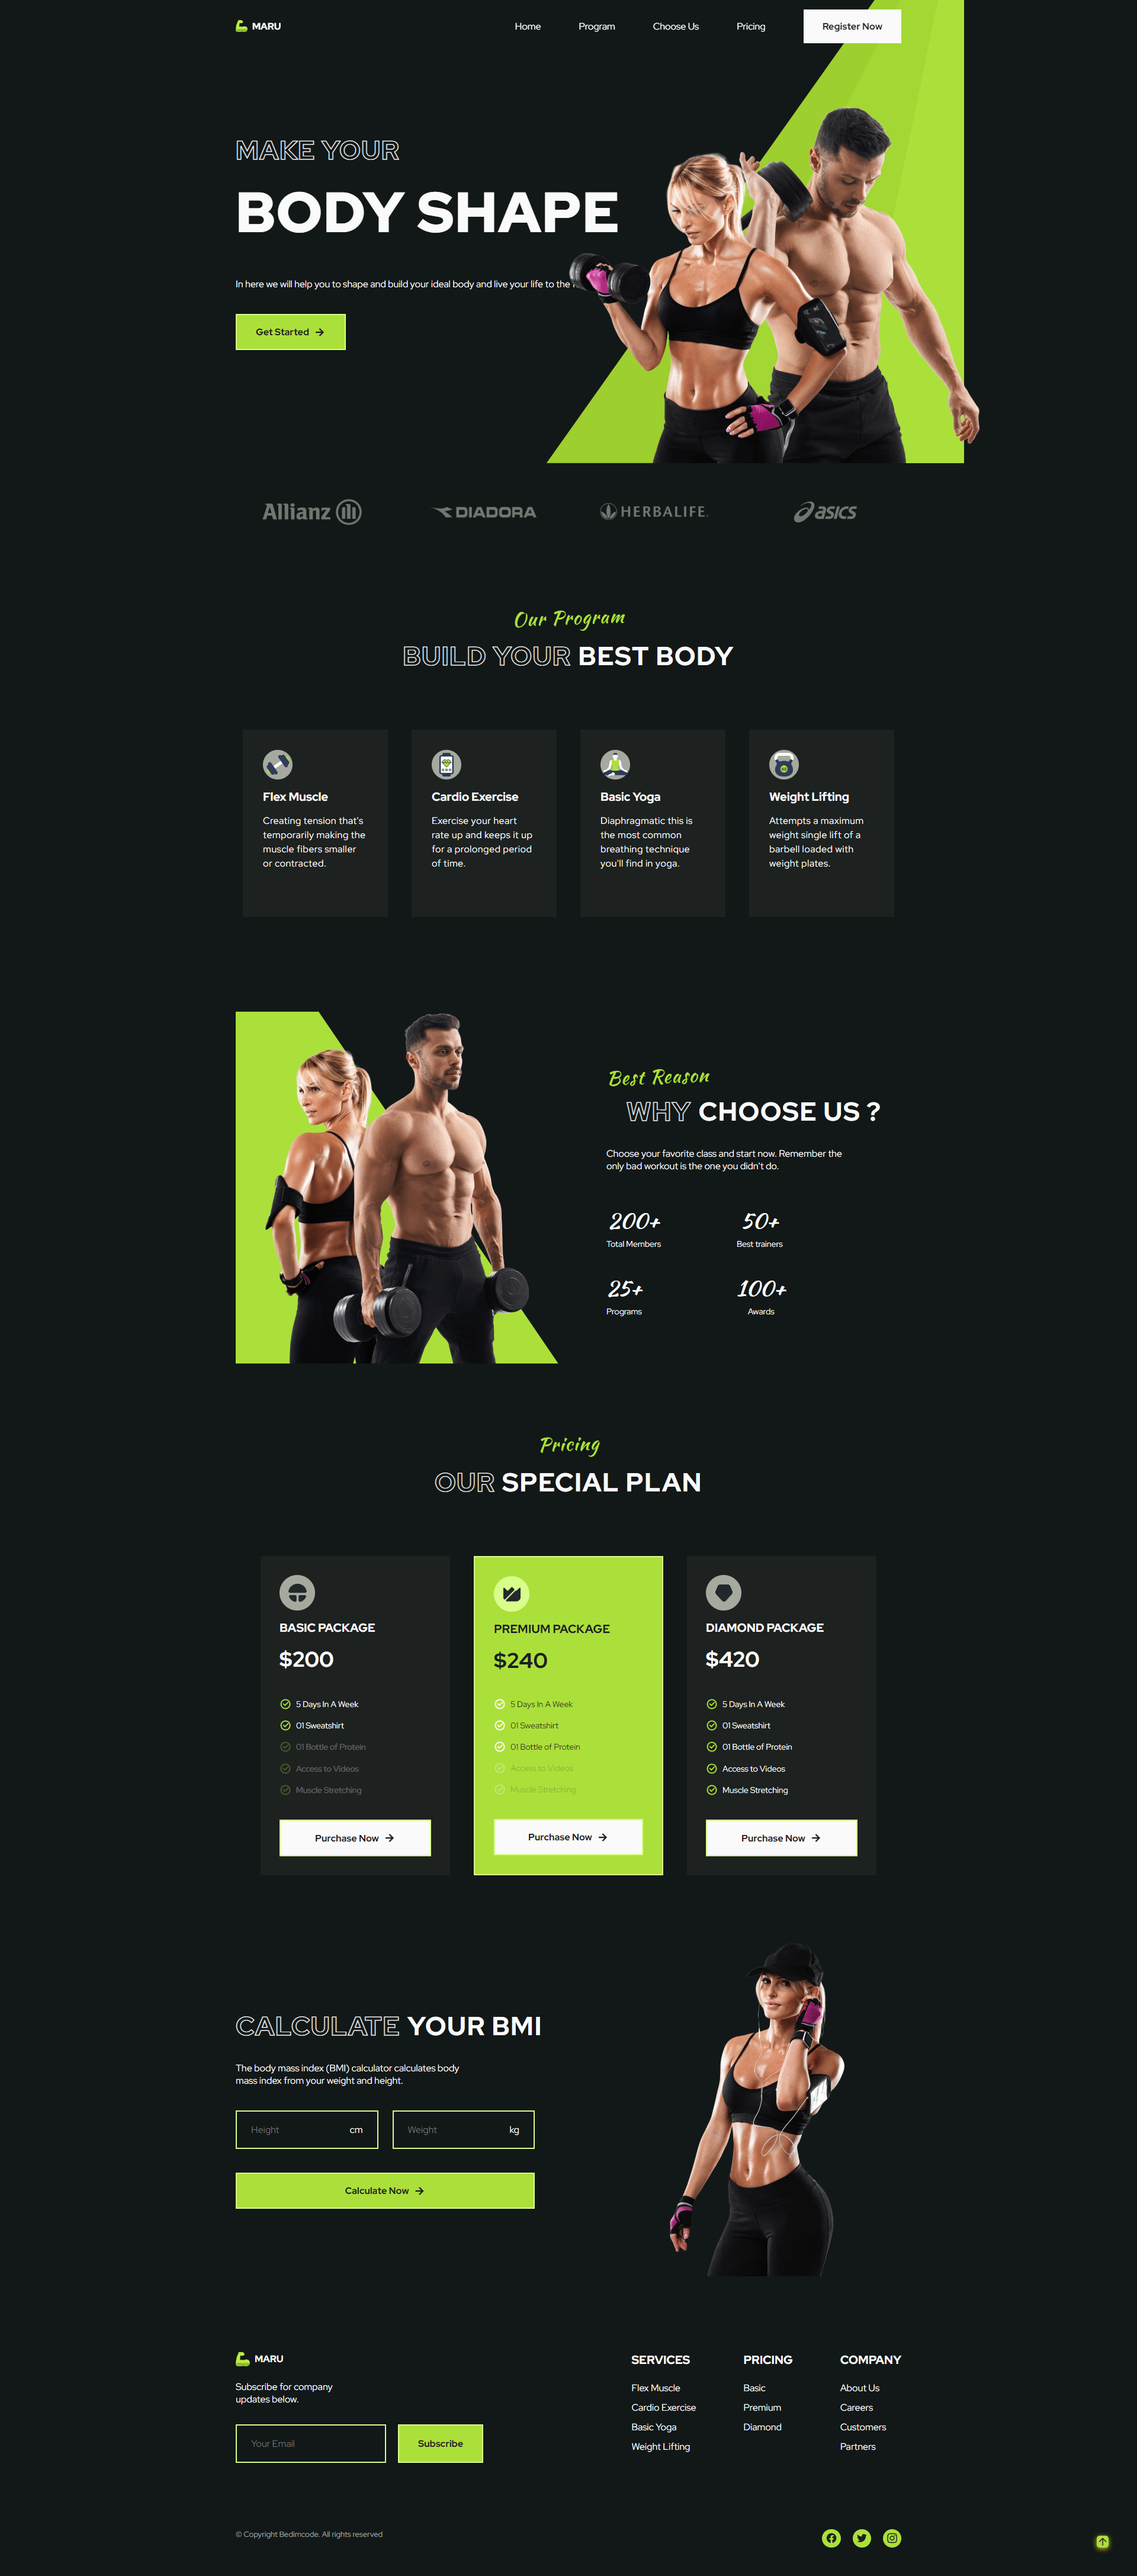 MARU
Home
Program
Choose Us
Pricing
Register Now
MAKE YOUR
BODY SHAPE
In here we will help you to shape and build your ideal body and live your life to the
Get Started
Allianz
DIADORA
HERBALIFE.
asics
Our Program
BUILD YOUR BEST BODY
Flex Muscle
Creating tension that's
temporarily making the
muscle fibers smaller
or contracted.
Cardio Exercise
Exercise your heart
rate up and keeps it up
for a prolonged period
of time.
Basic Yoga
Diaphragmatic this is
the most common
breathing technique
you'll find in yoga.
Weight Lifting
Attempts a maximum
weight single lift of a
barbell loaded with
weight plates.
Best Reason
WHY CHOOSE US ?
Choose your favorite class and start now. Remember the
only bad workout is the one you didn't do.
200+
Total Members
50+
Best trainers
25+
Programs
100+
Awards
Pricing
OUR SPECIAL PLAN
BASIC PACKAGE
$200
5 Days In A Week
01 Sweatshirt
01 Bottle of Protein
Access to Videos
Muscle Stretching
Purchase Now
PREMIUM PACKAGE
$240
5 Days In A Week
01 Sweatshirt
01 Bottle of Protein
Access to Videos
Muscle Stretching
Purchase Now
DIAMOND PACKAGE
$420
5 Days In A Week
01 Sweatshirt
01 Bottle of Protein
Access to Videos
Muscle Stretching
Purchase Now
CALCULATE YOUR BMI
The body mass index (BMI) calculator calculates body
mass index from your weight and height.
Height cm
Weight kg
Calculate Now
MARU
Subscribe for company
updates below.
Your Email
Subscribe
SERVICES
Flex Muscle
Cardio Exercise
Basic Yoga
Weight Lifting
PRICING
Basic
Premium
Diamond
COMPANY
About Us
Careers
Customers
Partners
© Copyright Bedimcode. All rights reserved